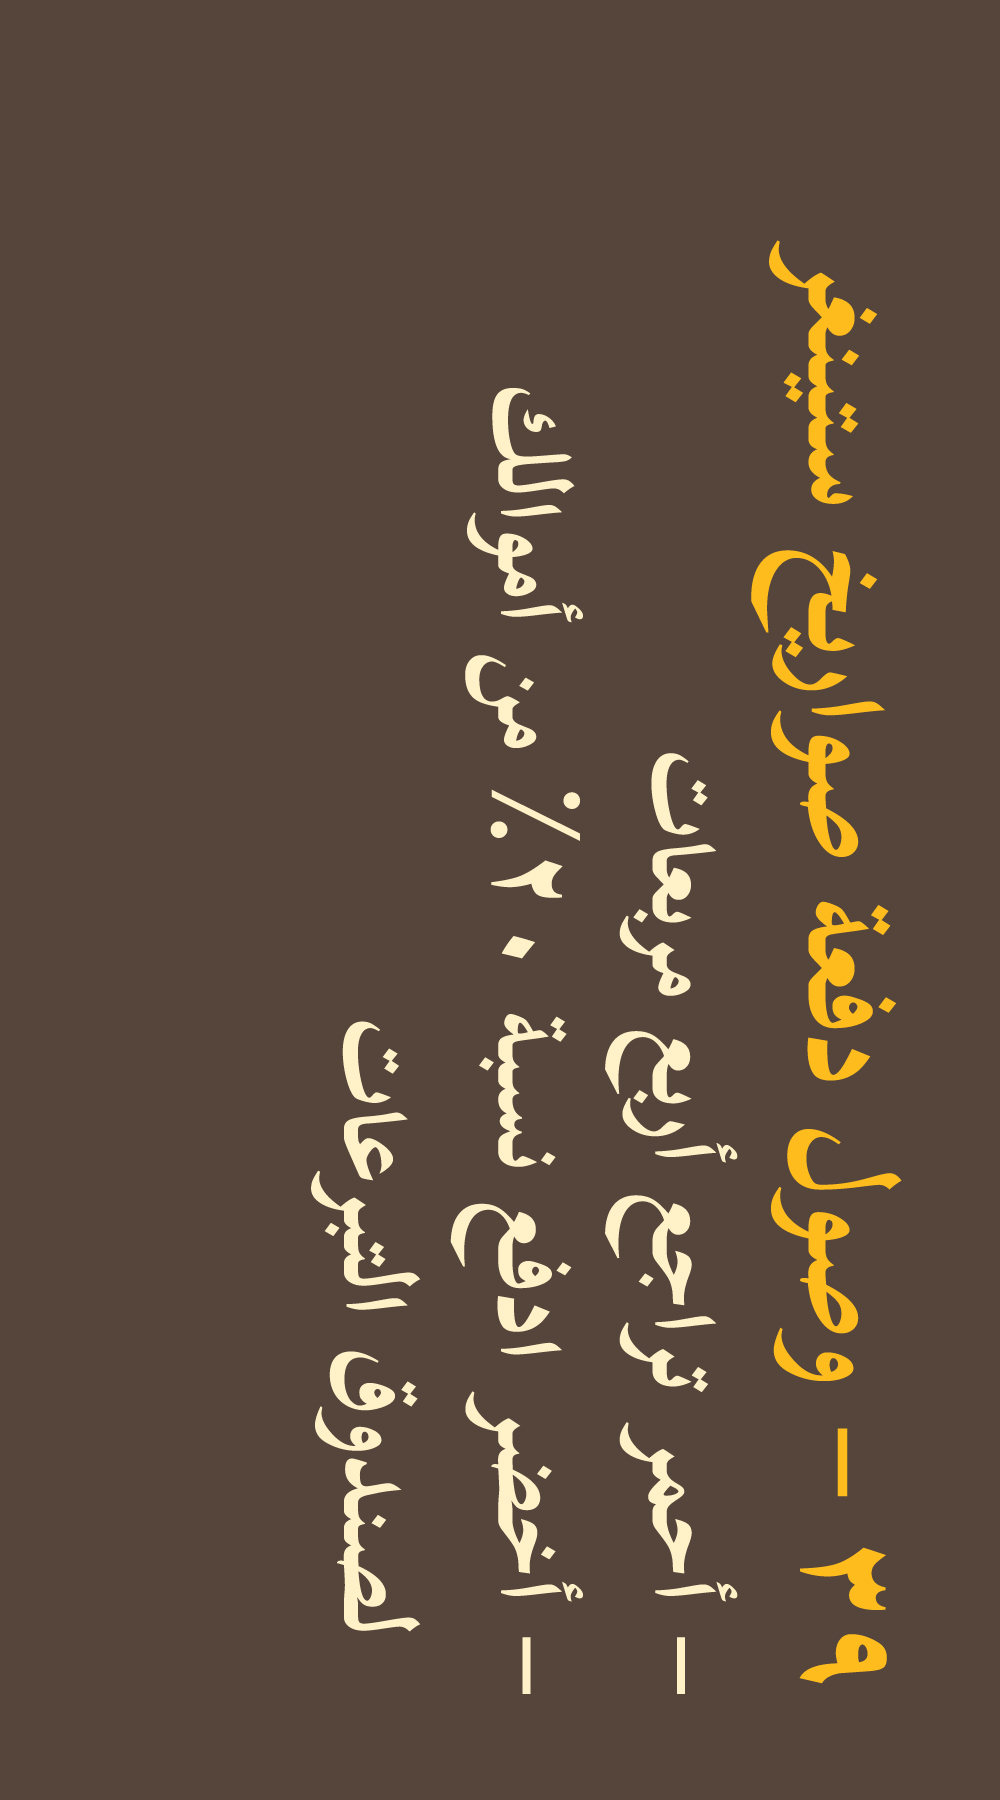 ٣٩ – وصول دفعة صواريخ ستينغر
– أحمر تراجع أربع مربعات
– أخضر ادفع نسبة ٢٠٪ من أموالك
لصندوق التبرعات